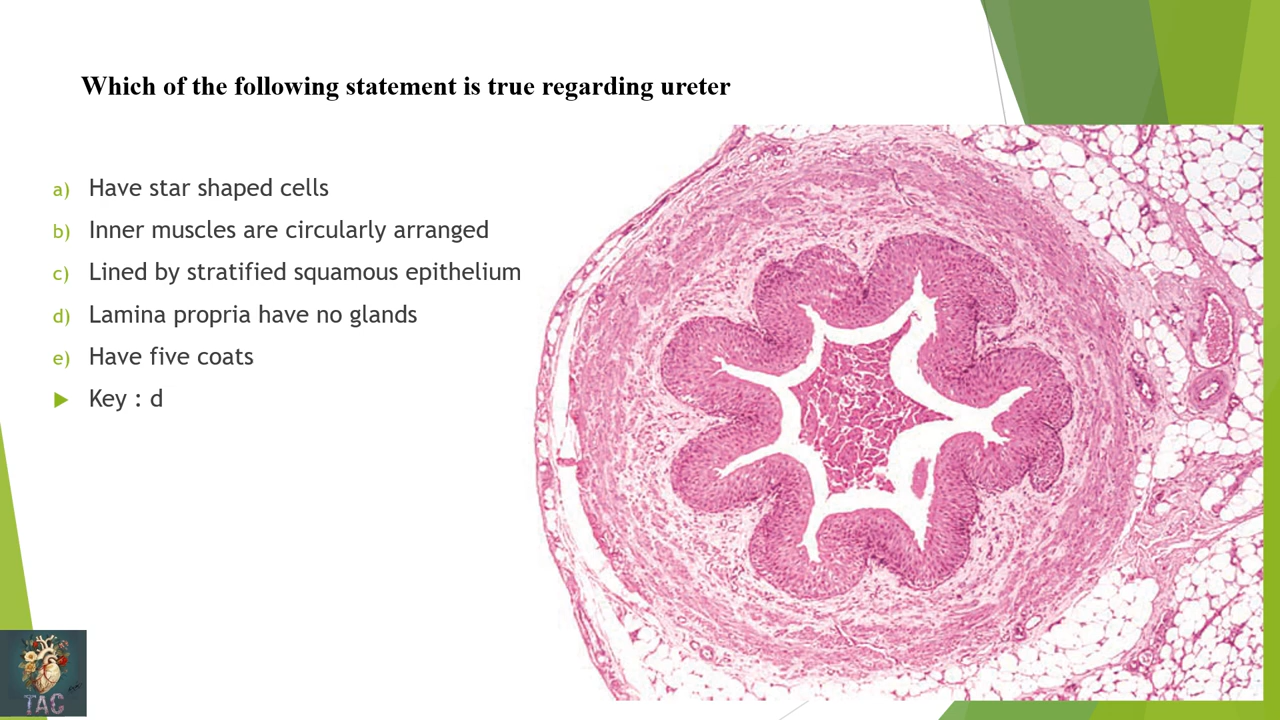 Which of the following statement is true regarding ureter
a) Have star shaped cells
b) Inner muscles are circularly arranged
c) Lined by stratified squamous epithelium
d) Lamina propria have no glands
e) Have five coats
Key : d
TAC